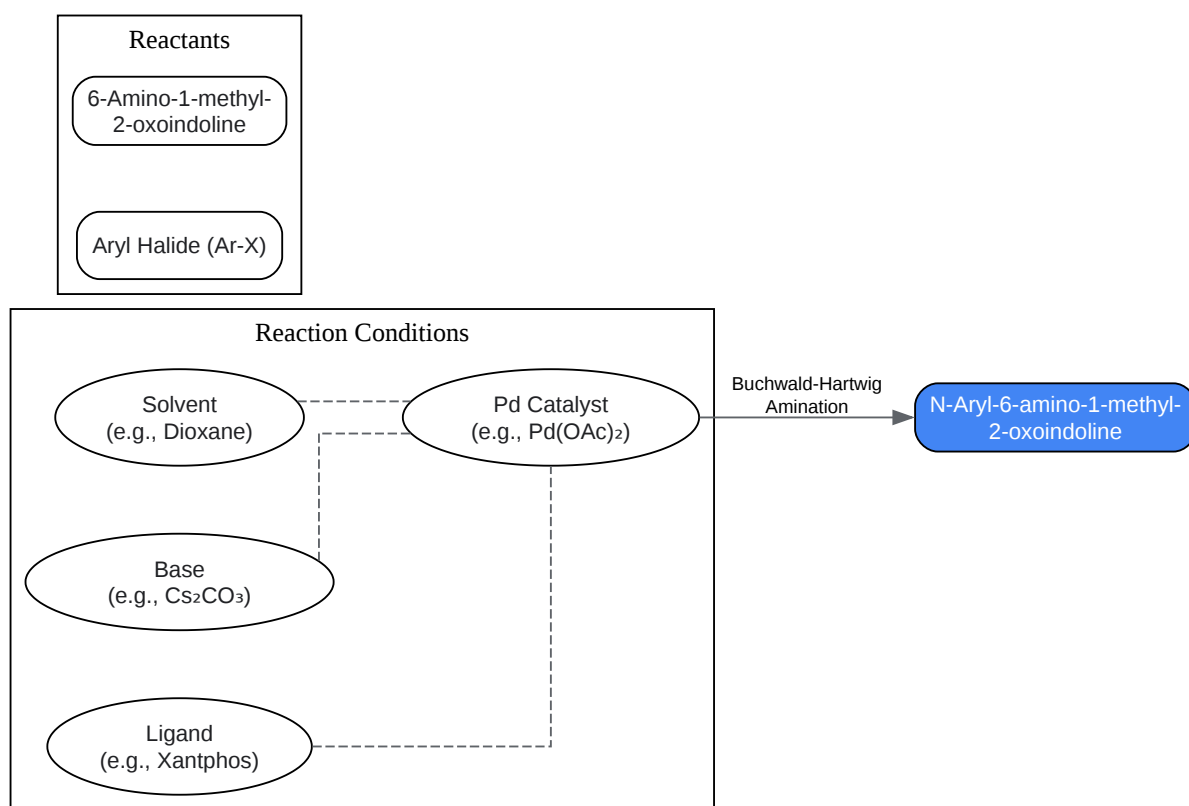 Reactants
6-Amino-1-methyl-
2-oxoindoline
Aryl Halide (Ar-X)
Reaction Conditions
Solvent
(e.g., Dioxane)
Pd Catalyst
(e.g., Pd(OAc)₂)
Buchwald-Hartwig
Amination
N-Aryl-6-amino-1-methyl-
2-oxoindoline
Base
(e.g., Cs₂CO₃)
Ligand
(e.g., Xantphos)